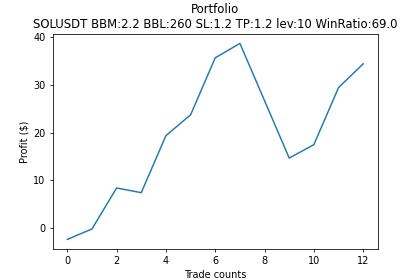 Portfolio
SOLUSDT BBM:2.2 BBL:260 SL:1.2 TP:1.2 lev:10 WinRatio:69.0
40
30
20
10
0
Profit ($)
0 2 4 6 8 10 12
Trade counts